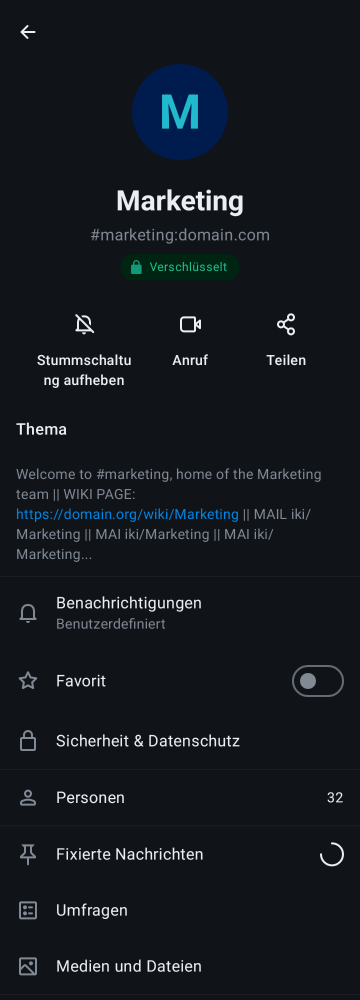 M
Marketing
#marketing:domain.com
Verschlüsselt
Stummschaltu
ng aufheben
Anruf
Teilen
Thema
Welcome to #marketing, home of the Marketing
team || WIKI PAGE:
https://domain.org/wiki/Marketing || MAIL iki/
Marketing || MAI iki/Marketing || MAI iki/
Marketing...
Benachrichtigungen
Benutzerdefiniert
Favorit
Sicherheit & Datenschutz
Personen 32
Fixierte Nachrichten
Umfragen
Medien und Dateien